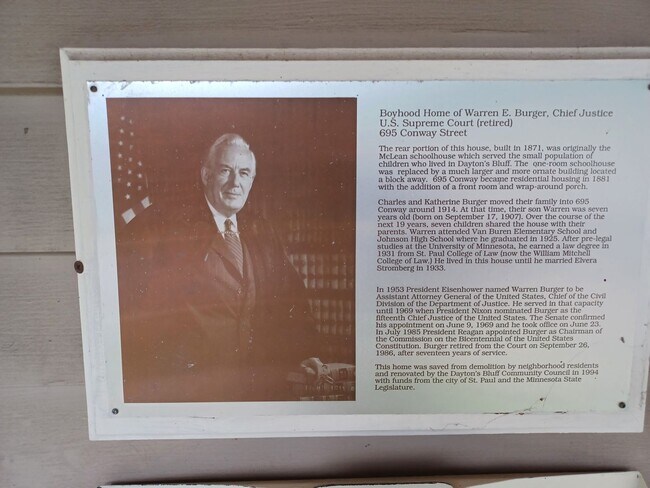 Boyhood Home of Warren E. Burger, Chief Justice
U.S. Supreme Court (retired)
695 Conway Street
The rear portion of this house, built in 1871, was originally the
McLean schoolhouse which served the small population of
children who lived in Dayton's Bluff. The one-room schoolhouse
was replaced by a much larger and more ornate building located
a block away. 695 Conway became residential housing in 1881
with the addition of a front room and wrap-around porch.
Charles and Katherine Burger moved their family into 695
Conway around 1914. At that time, their son Warren was seven
years old (born on September 17, 1907). Over the course of the
next 19 years, seven children shared the house with their
parents. Warren attended Van Buren Elementary School and
Johnson High School where he graduated in 1925. After pre-legal
studies at the University of Minnesota, he earned a law degree in
1931 from St. Paul College of Law (now the William Mitchell
College of Law.) He lived in this house until he married Elvera
Stromberg in 1933.
In 1953 President Eisenhower named Warren Burger to be
Assistant Attorney General of the United States, Chief of the Civil
Division of the Department of Justice. He served in that capacity
until 1969 when President Nixon nominated Burger as the
fifteenth Chief Justice of the United States. The Senate confirmed
his appointment on June 9, 1969 and he took office on June 23.
In July 1985 President Reagan appointed Burger as Chairman of
the Commission on the Bicentennial of the United States
Constitution. Burger retired from the Court on September 26,
1986, after seventeen years of service.
This home was saved from demolition by neighborhood residents
and renovated by the Dayton's Bluff Community Council in 1994
with funds from the city of St. Paul and the Minnesota State
Legislature.